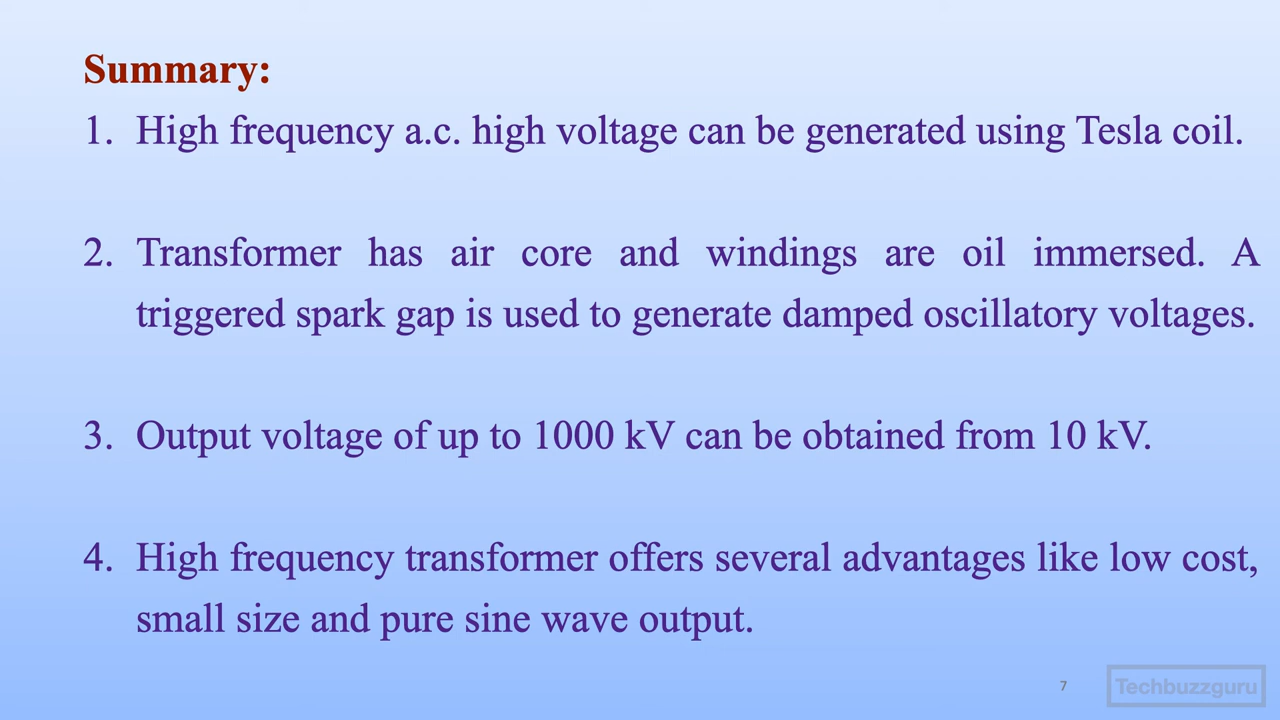 Summary:
1. High frequency a.c. high voltage can be generated using Tesla coil.
2. Transformer has air core and windings are oil immersed. A
triggered spark gap is used to generate damped oscillatory voltages.
3. Output voltage of up to 1000 kV can be obtained from 10 kV.
4. High frequency transformer offers several advantages like low cost,
small size and pure sine wave output.
7
Techbuzzguru